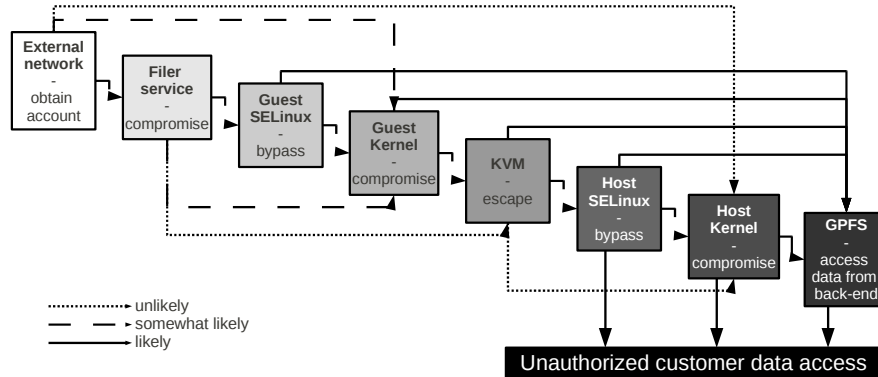 External
network
-
obtain
account
Filer
service
-
compromise
Guest
SELinux
-
bypass
Guest
Kernel
-
compromise
KVM
-
escape
Host
SELinux
-
bypass
Host
Kernel
-
compromise
GPFS
-
access
data from
back-end
unlikely
somewhat likely
likely
Unauthorized customer data access